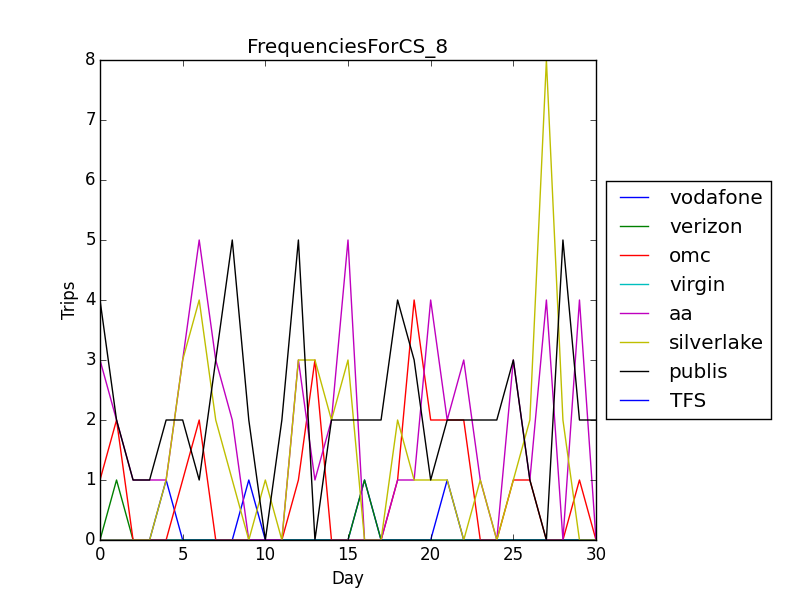 FrequenciesForCS_8
8
7
6
5
4
3
2
1
0
Trips
0 5 10 15 20 25 30
Day
vodafone
verizon
omc
virgin
aa
silverlake
publis
TFS